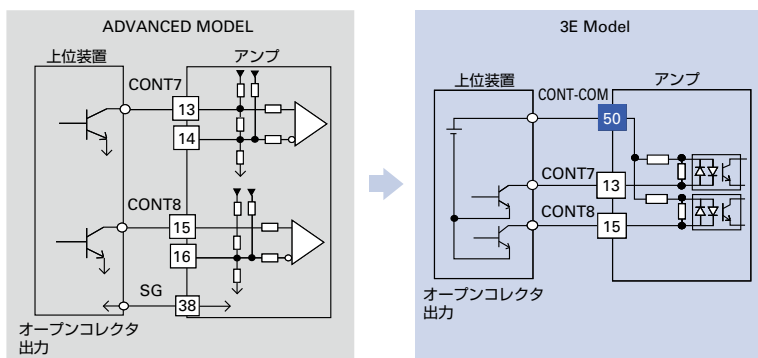 ADVANCED MODEL
上位装置
アンプ
CONT7
13
14
CONT8
15
16
SG
38
オープンコレクタ
出力
3E Model
上位装置
アンプ
CONT-COM
50
CONT7
13
CONT8
15
オープンコレクタ
出力